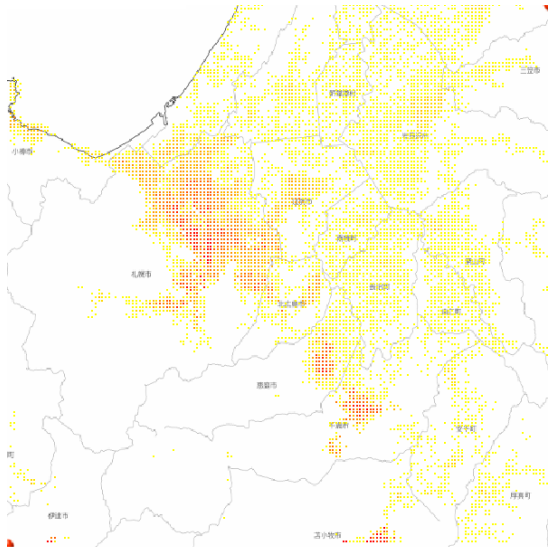 三笠市
新篠津村
岩見沢市
小樽市
江別市
南幌町
栗山町
札幌市
長沼町
北広島市
由仁町
恵庭市
千歳市
安平町
町
厚真町
伊達市
苫小牧市